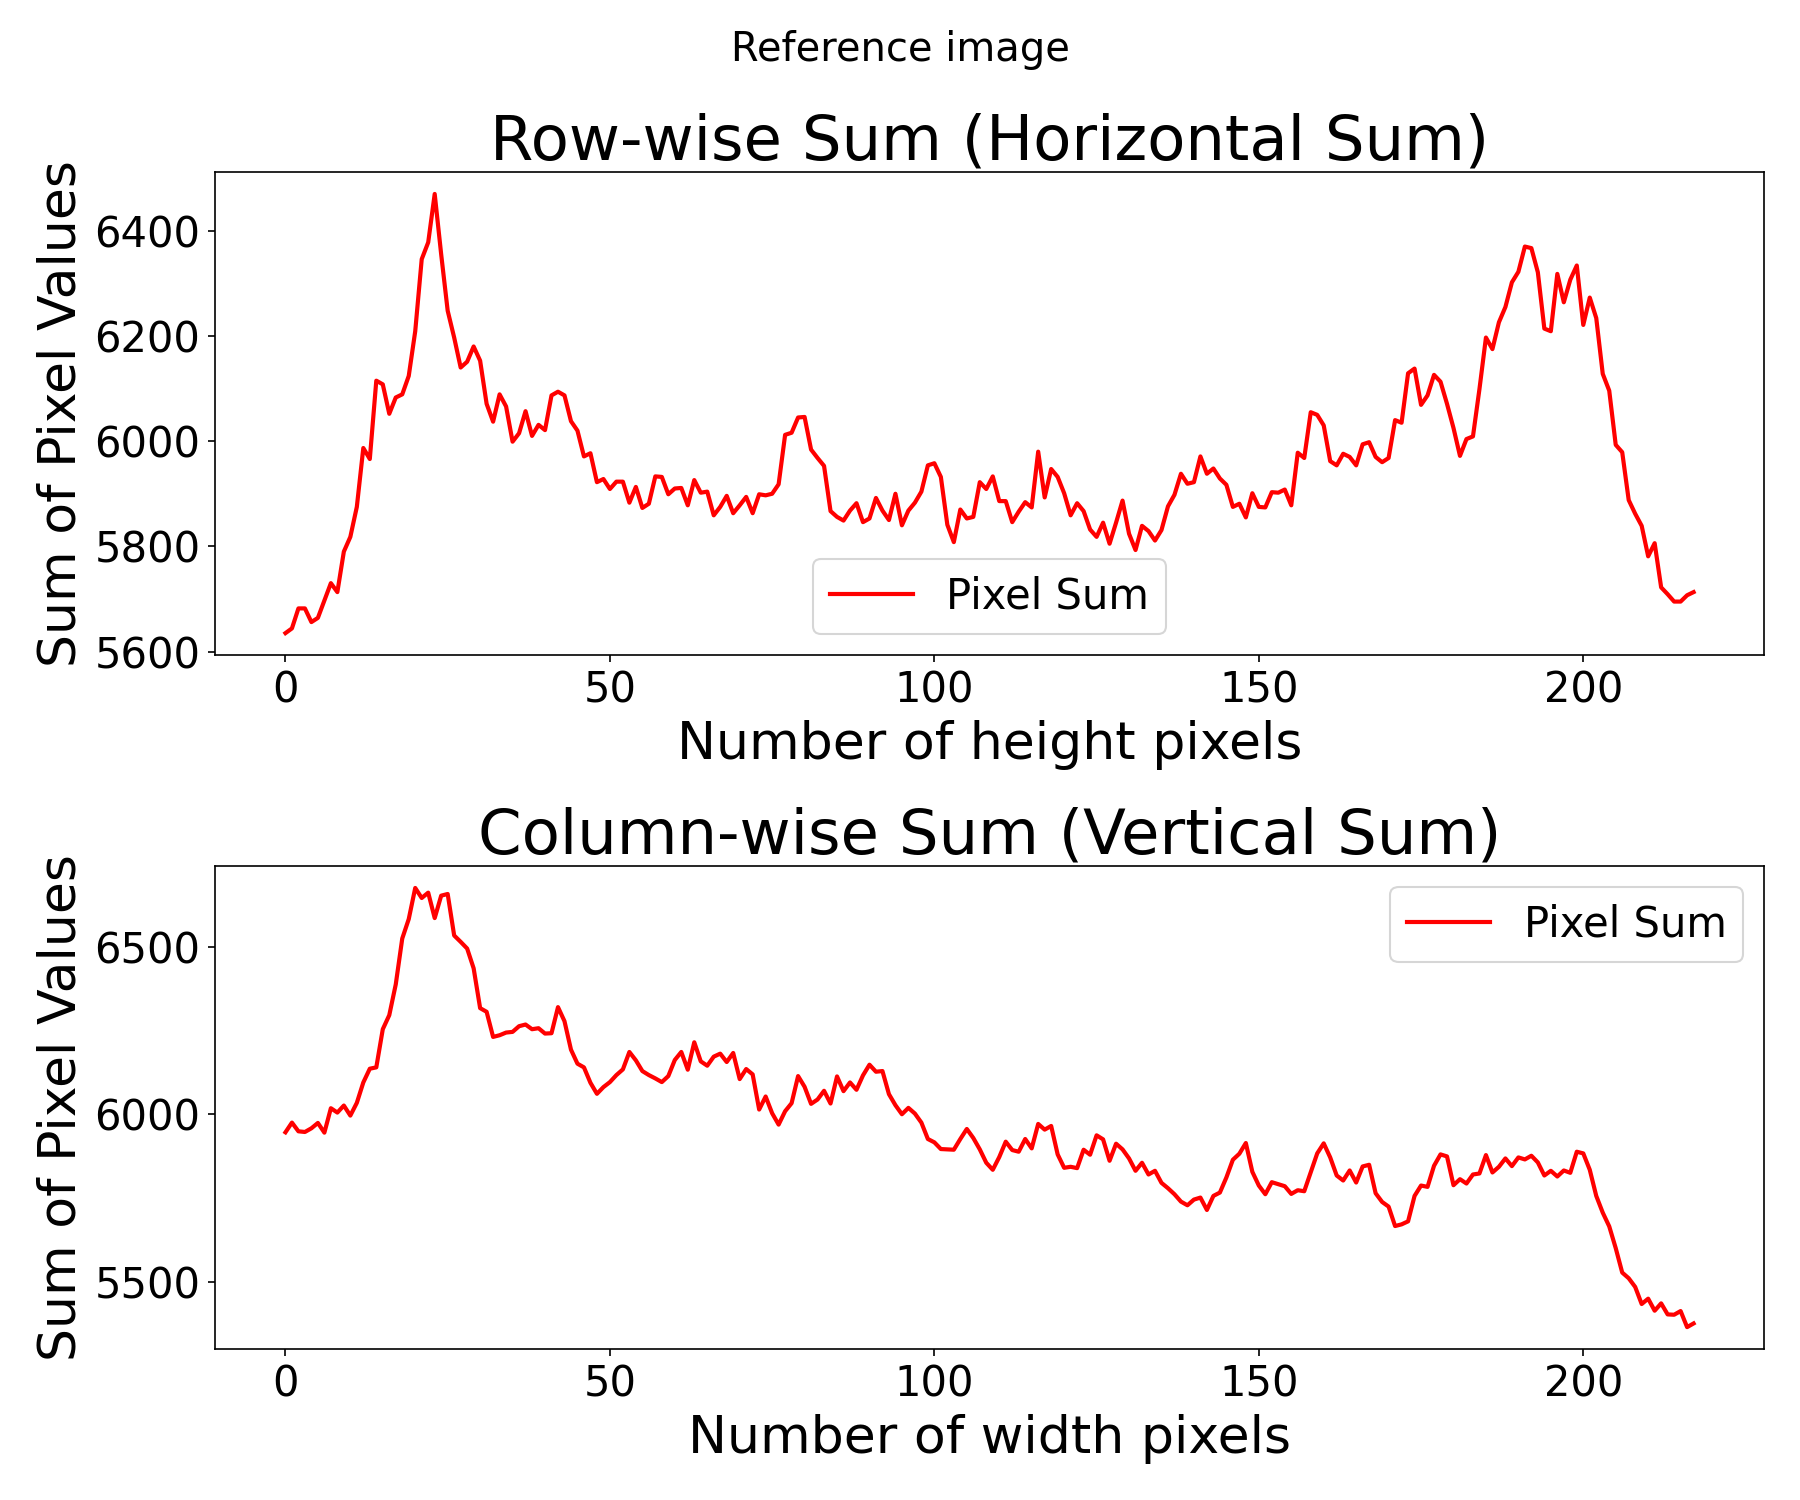 Reference image
Row-wise Sum (Horizontal Sum)
Sum of Pixel Values
6400
6200
6000
5800
5600
Pixel Sum
0 50 100 150 200
Number of height pixels
Column-wise Sum (Vertical Sum)
Sum of Pixel Values
6500
6000
5500
Pixel Sum
0 50 100 150 200
Number of width pixels